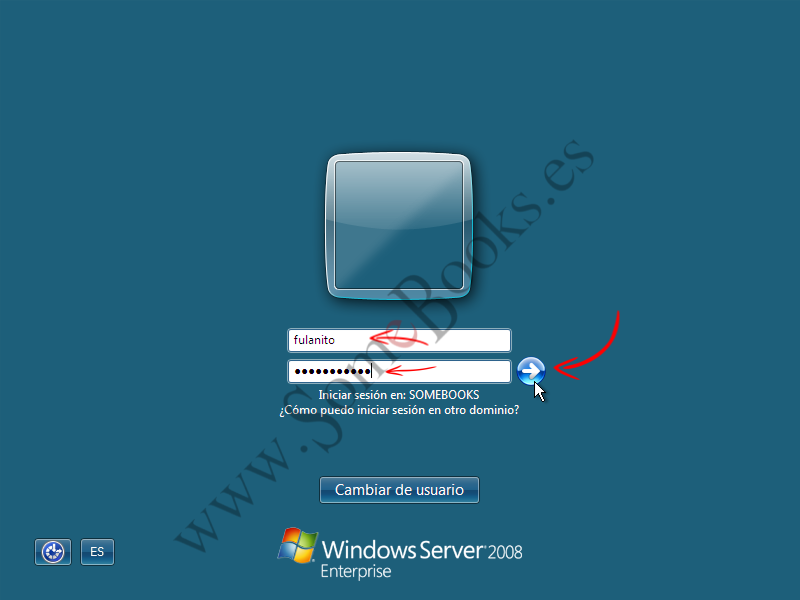 www.SomeBooks.es
fulanito
•••••••••••
Iniciar sesión en: SOMEBOOKS
¿Cómo puedo iniciar sesión en otro dominio?
Cambiar de usuario
ES
Windows Server 2008
Enterprise